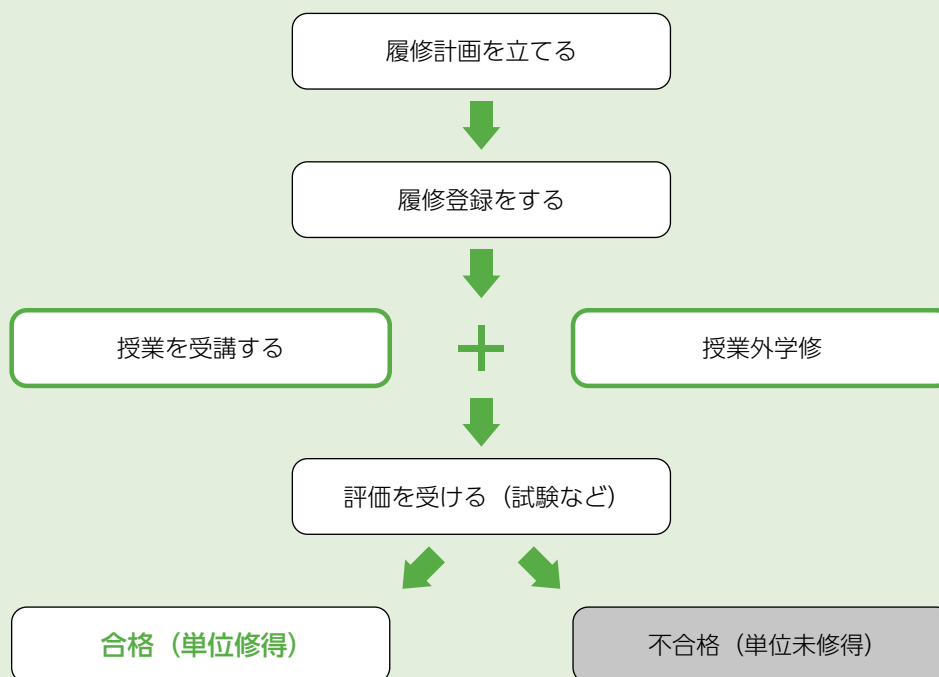 履修計画を立てる
履修登録をする
授業を受講する
授業外学修
評価を受ける（試験など）
合格（単位修得）
不合格（単位未修得）